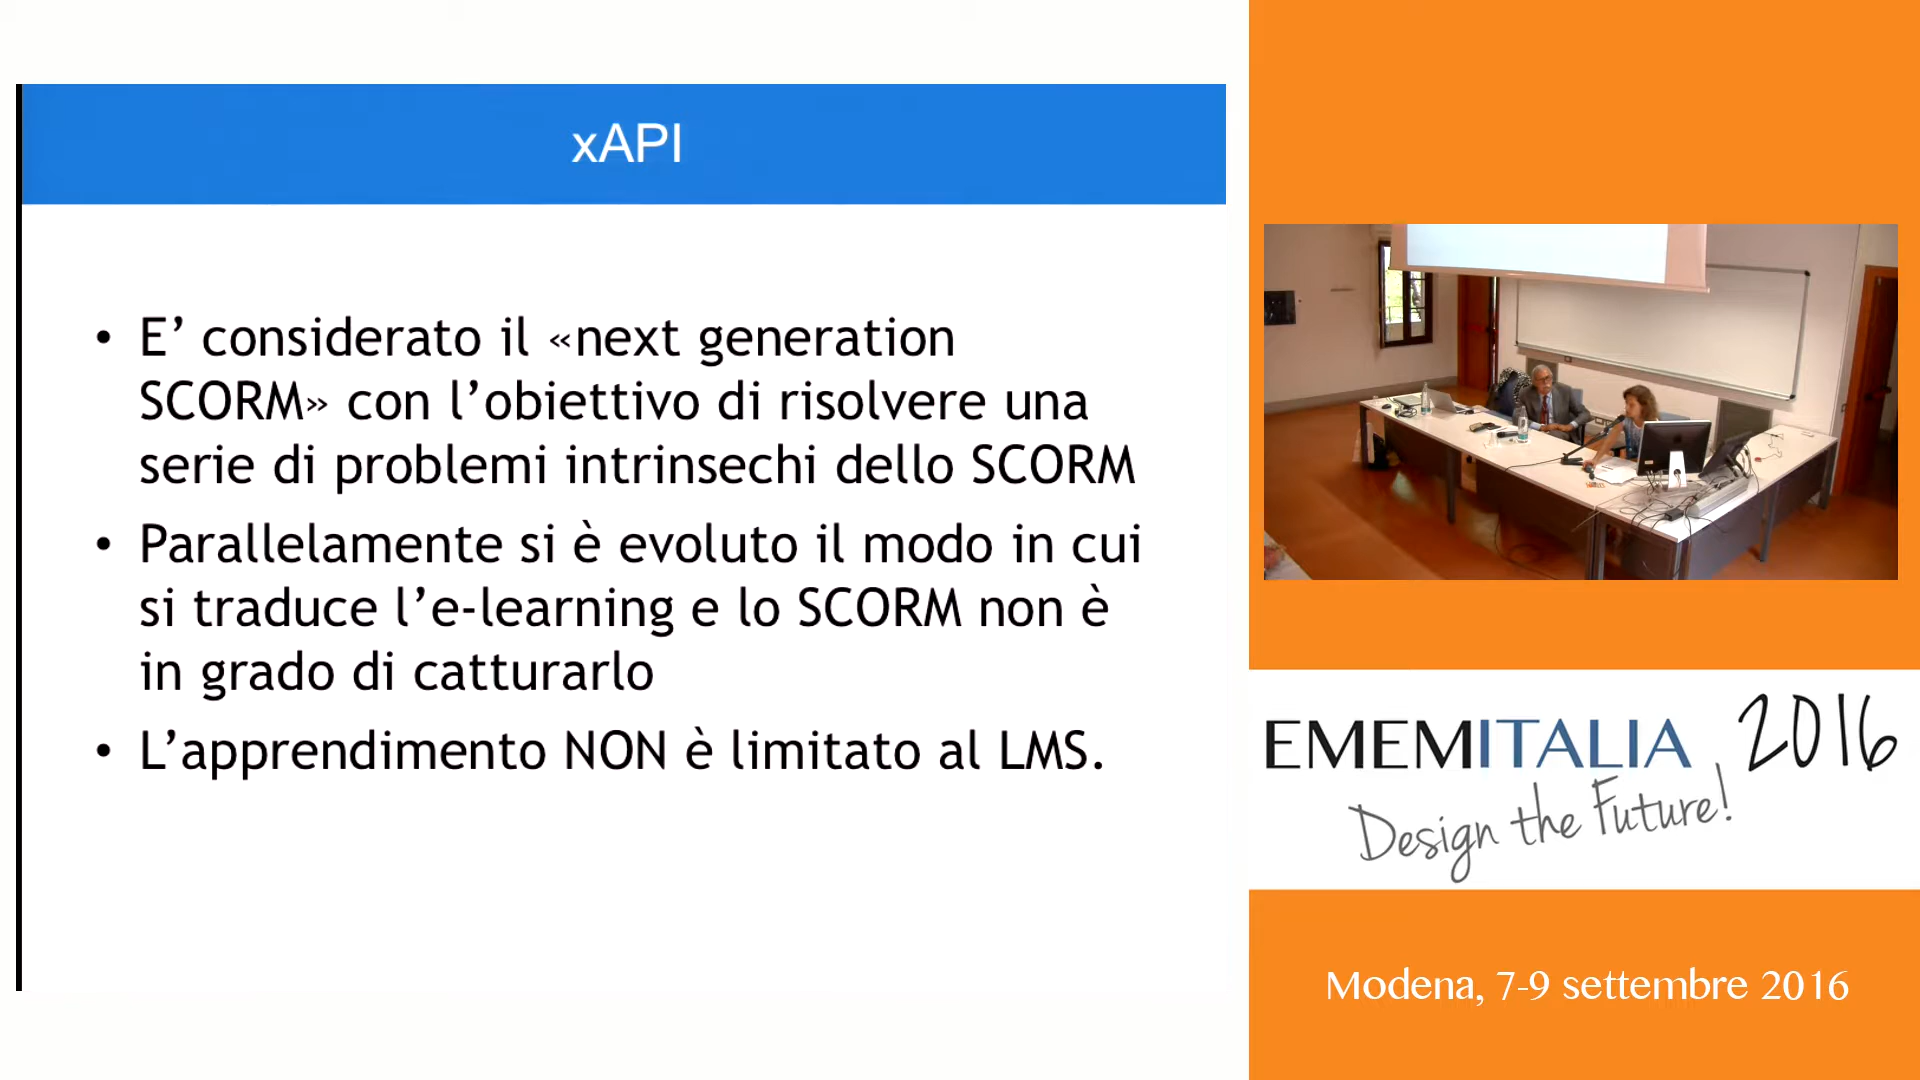 xAPI
• E’ considerato il «next generation
SCORM» con l’obiettivo di risolvere una
serie di problemi intrinsechi dello SCORM
• Parallelamente si è evoluto il modo in cui
si traduce l’e-learning e lo SCORM non è
in grado di catturarlo
• L’apprendimento NON è limitato al LMS.
EMEMITALIA 2016
Design the Future!
Modena, 7-9 settembre 2016